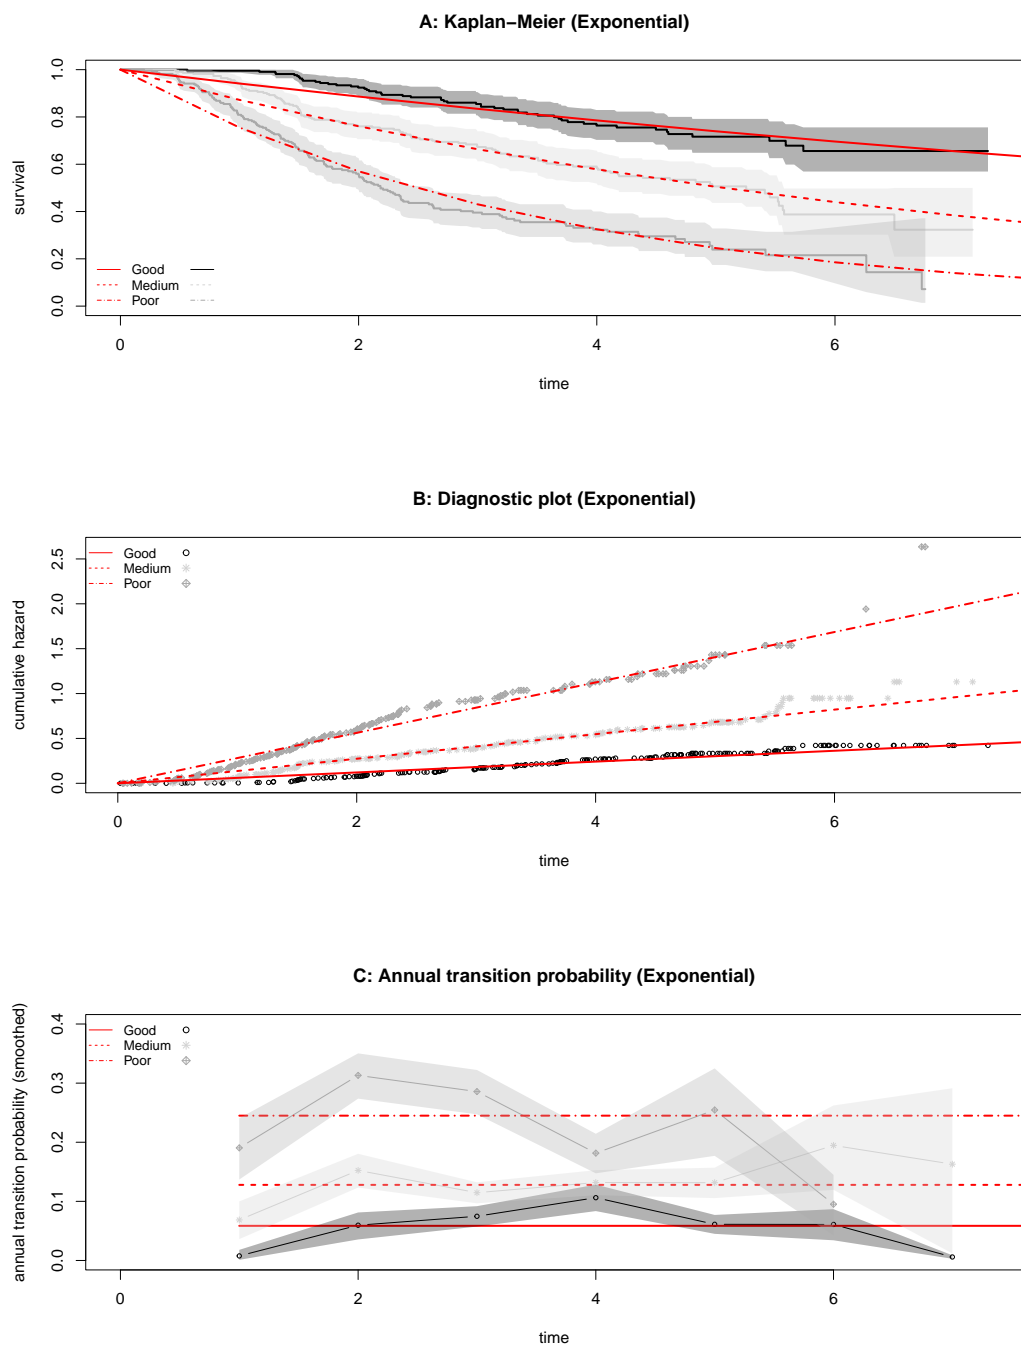 A: Kaplan−Meier (Exponential)
survival
1.0
0.8
0.6
0.4
0.2
0.0
Good
Medium
Poor
0 2 4 6
time
B: Diagnostic plot (Exponential)
cumulative hazard
2.5
2.0
1.5
1.0
0.5
0.0
Good
Medium
Poor
0 2 4 6
time
C: Annual transition probability (Exponential)
annual transition probability (smoothed)
0.4
0.3
0.2
0.1
0.0
Good
Medium
Poor
0 2 4 6
time